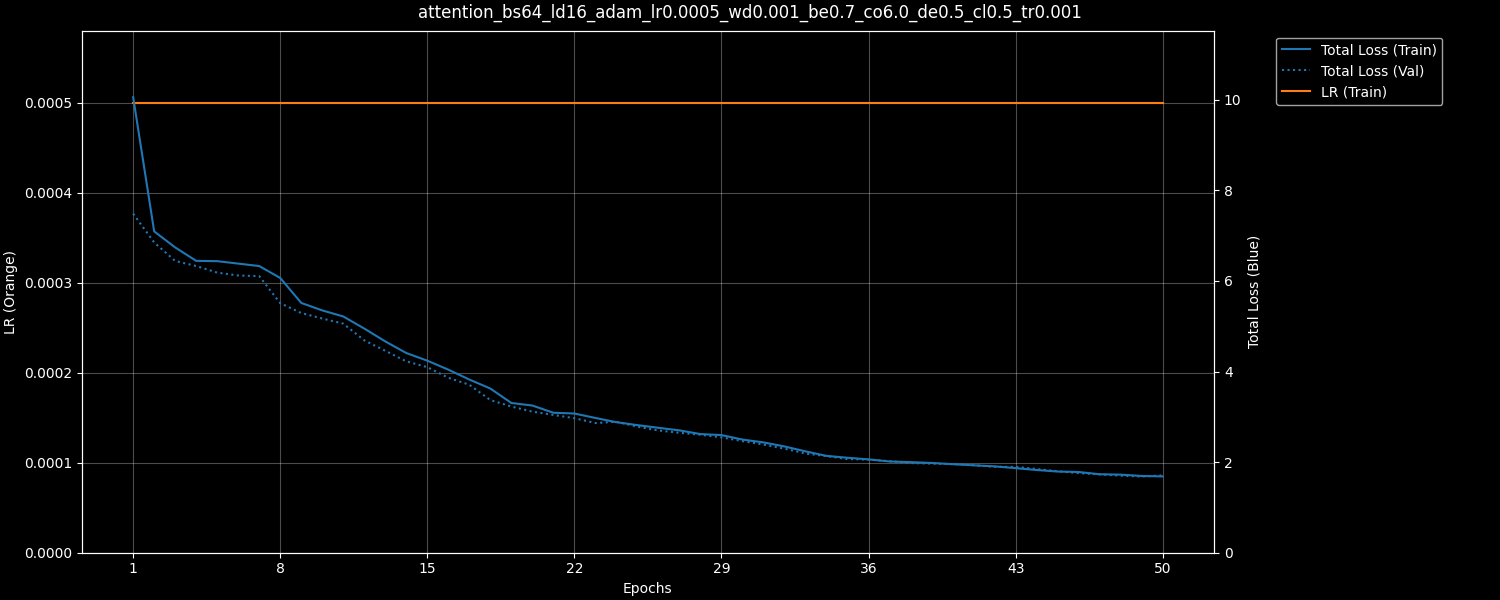 attention_bs64_ld16_adam_lr0.0005_wd0.001_be0.7_co6.0_de0.5_cl0.5_tr0.001
Total Loss (Train)
Total Loss (Val)
LR (Train)
LR (Orange)
0.0005
0.0004
0.0003
0.0002
0.0001
0.0000
10
8
6
4
2
0
Total Loss (Blue)
1 8 15 22 29 36 43 50
Epochs